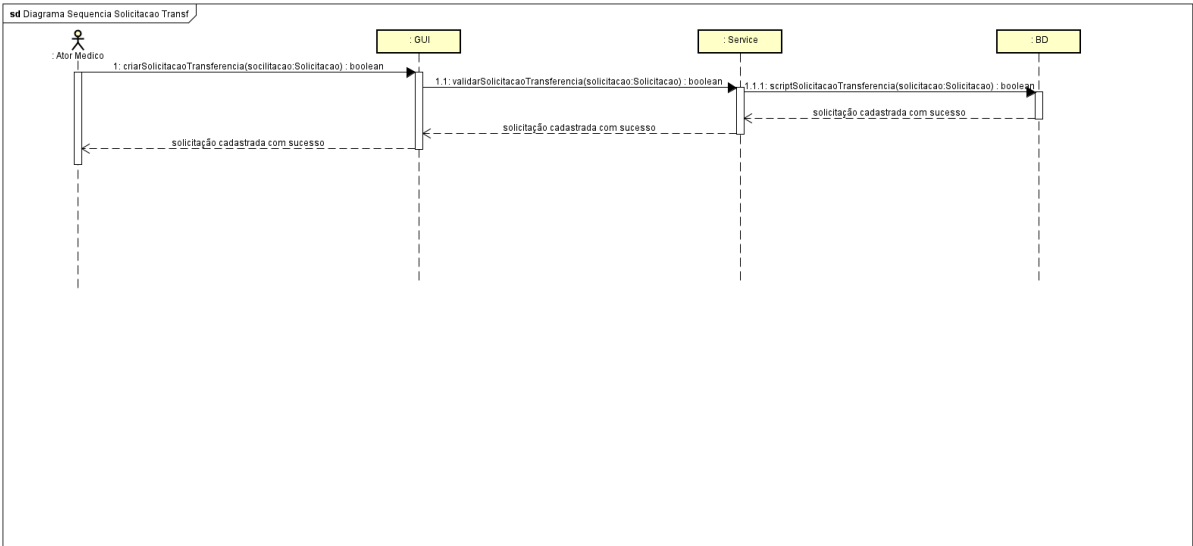 sd Diagrama Sequencia Solicitacao Transf
: Ator Medico
: GUI
: Service
: BD
1: criarSolicitacaoTransferencia(socilitacao:Solicitacao) : boolean
1.1: validarSolicitacaoTransferencia(solicitacao:Solicitacao) : boolean
1.1.1: scriptSolicitacaoTransferencia(solicitacao:Solicitacao) : boolean
solicitação cadastrada com sucesso
solicitação cadastrada com sucesso
solicitação cadastrada com sucesso